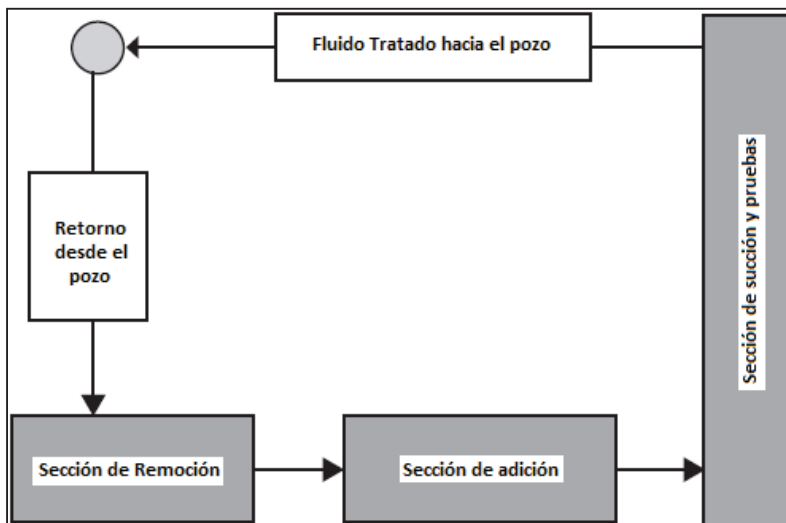 Fluido Tratado hacia el pozo
Retorno
desde el
pozo
Sección de Remoción
Sección de adición
Sección de succión y pruebas